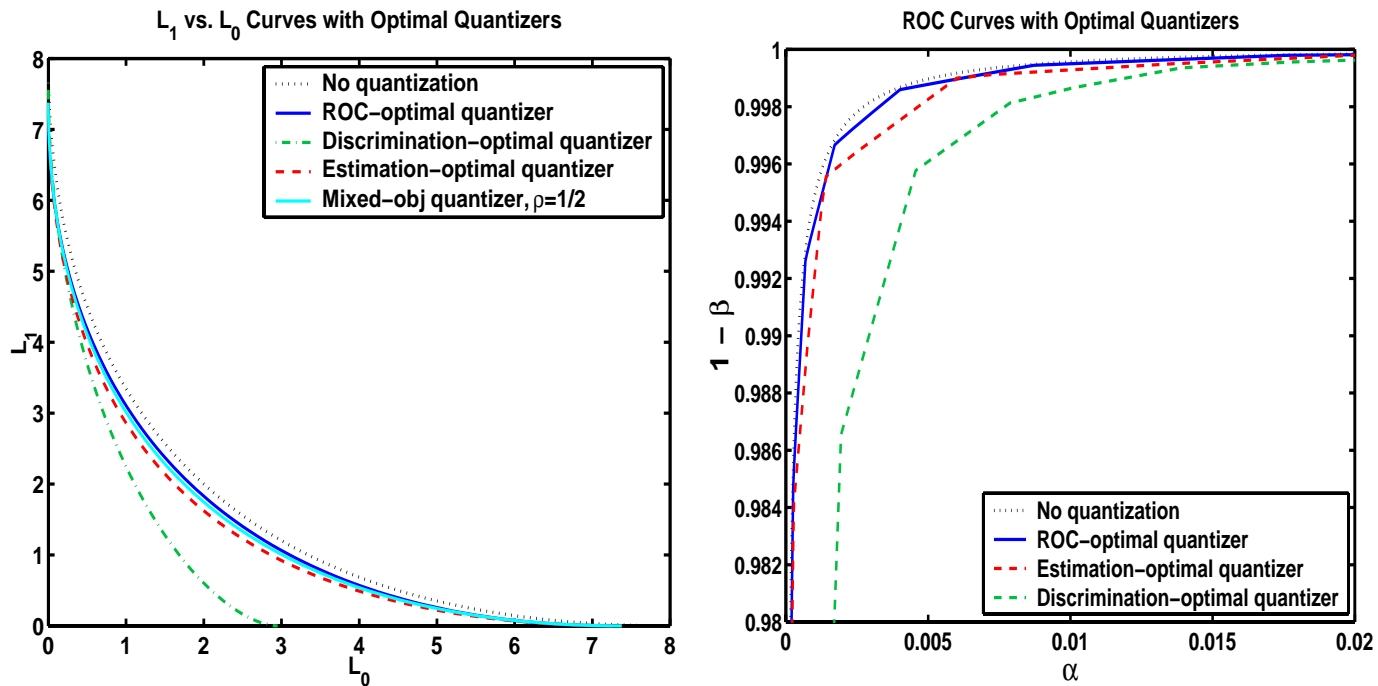 L1 vs. L0 Curves with Optimal Quantizers
8
7
6
5
4
3
2
1
0
L1
No quantization
ROC−optimal quantizer
Discrimination−optimal quantizer
Estimation−optimal quantizer
Mixed−obj quantizer, ρ=1/2
0 1 2 3 4 5 6 7 8
L0
ROC Curves with Optimal Quantizers
1
0.998
0.996
0.994
0.992
0.99
0.988
0.986
0.984
0.982
0.98
1 − β
No quantization
ROC−optimal quantizer
Estimation−optimal quantizer
Discrimination−optimal quantizer
0 0.005 0.01 0.015 0.02
α